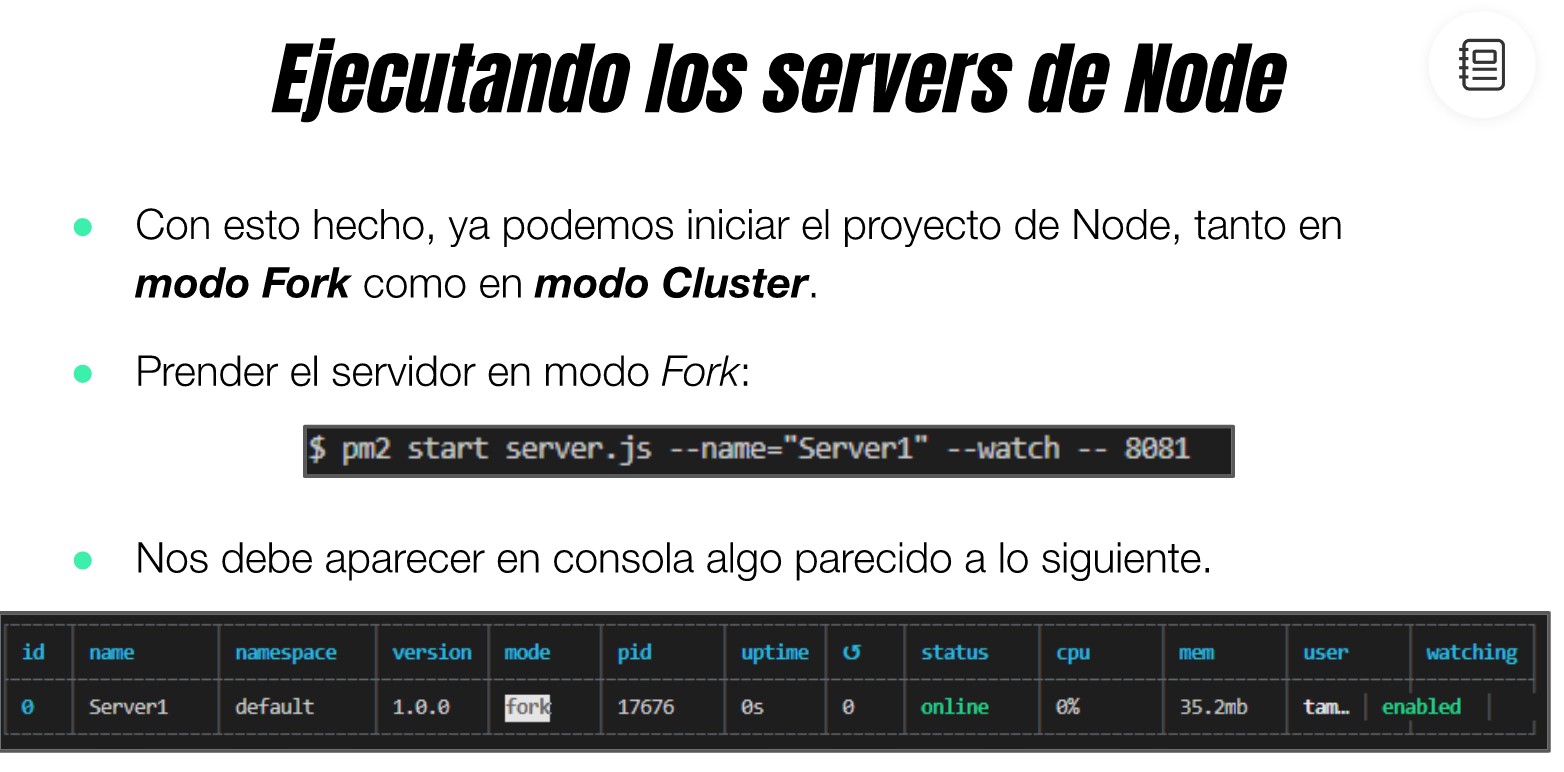 Ejecutando los servers de Node
Con esto hecho, ya podemos iniciar el proyecto de Node, tanto en
modo Fork como en modo Cluster.
Prender el servidor en modo Fork:
$ pm2 start server.js --name="Server1" --watch -- 8081
Nos debe aparecer en consola algo parecido a lo siguiente.
id name namespace version mode pid uptime ↺ status cpu mem user watching
0 Server1 default 1.0.0 fork 17676 0s 0 online 0% 35.2mb tam… enabled